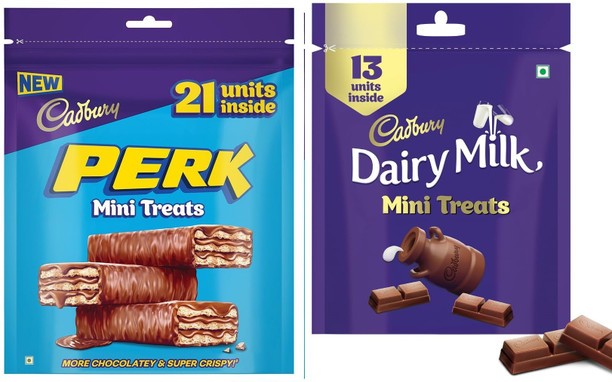 NEW
Cadbury
21 units
inside
PERK
Mini Treats
MORE CHOCOLATEY & SUPER CRISPY!*
13
units
inside
Cadbury
Dairy Milk
Mini Treats
Cadbury